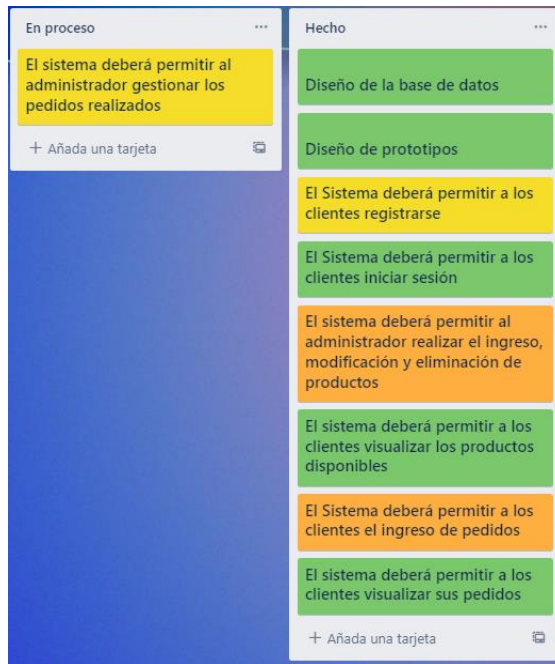 En proceso
El sistema deberá permitir al
administrador gestionar los
pedidos realizados
+ Añada una tarjeta
Hecho
Diseño de la base de datos
Diseño de prototipos
El Sistema deberá permitir a los
clientes registrarse
El Sistema deberá permitir a los
clientes iniciar sesión
El sistema deberá permitir al
administrador realizar el ingreso,
modificación y eliminación de
productos
El sistema deberá permitir a los
clientes visualizar los productos
disponibles
El Sistema deberá permitir a los
clientes el ingreso de pedidos
El sistema deberá permitir a los
clientes visualizar sus pedidos
+ Añada una tarjeta